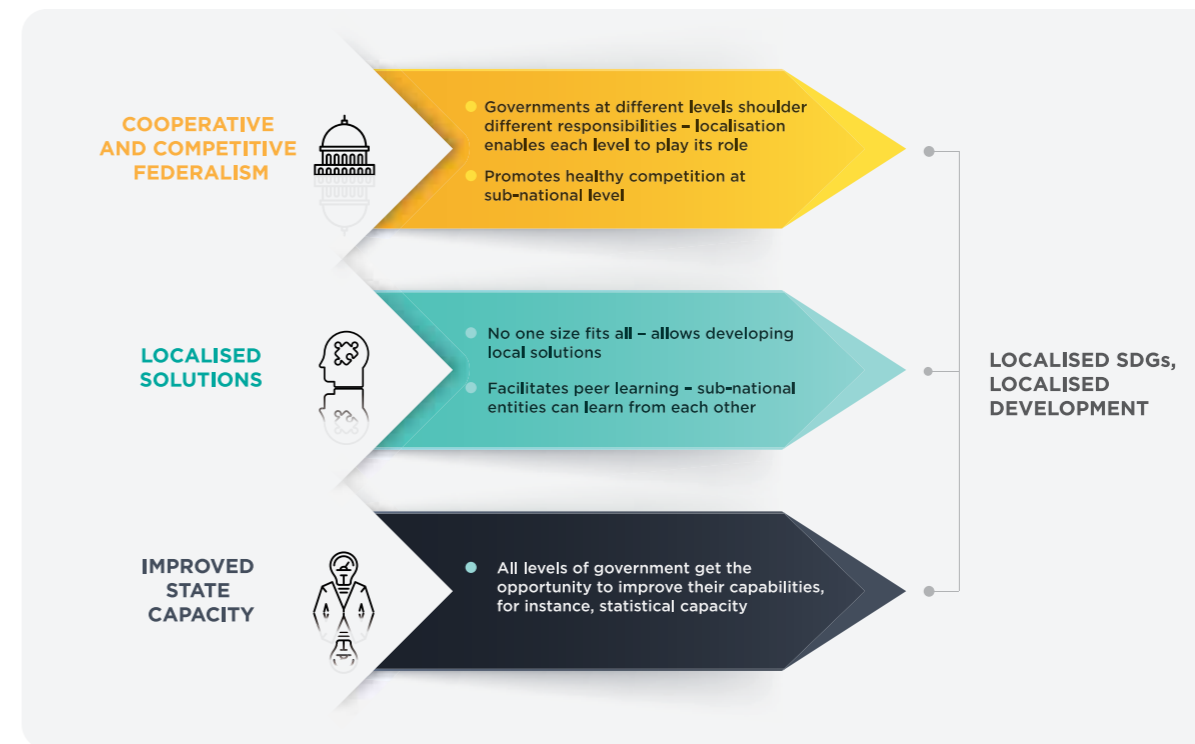 COOPERATIVE
AND COMPETITIVE
FEDERALISM
Governments at different levels shoulder
different responsibilities – localisation
enables each level to play its role
Promotes healthy competition at
sub-national level
LOCALISED
SOLUTIONS
No one size fits all – allows developing
local solutions
Facilitates peer learning – sub-national
entities can learn from each other
IMPROVED
STATE
CAPACITY
All levels of government get the
opportunity to improve their capabilities,
for instance, statistical capacity
LOCALISED SDGs,
LOCALISED
DEVELOPMENT